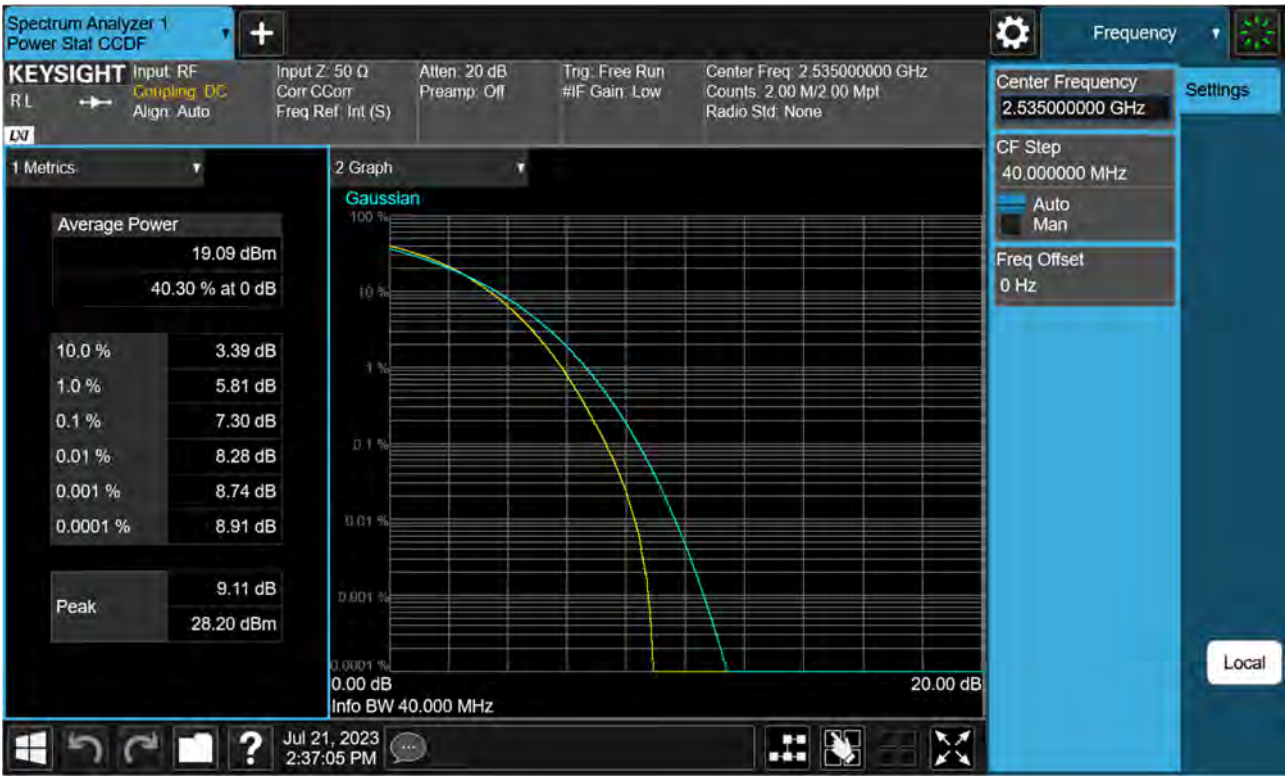 Spectrum Analyzer 1
Power Stat CCDF
+
Frequency
KEYSIGHT
R L
LXI
Input: RF
Coupling: DC
Align: Auto
Input Z: 50 Ω
Corr CCorr
Freq Ref: Int (S)
Atten: 20 dB
Preamp: Off
Trig: Free Run
#IF Gain: Low
Center Freq: 2.535000000 GHz
Counts: 2.00 M/2.00 Mpt
Radio Std: None
Center Frequency
2.535000000 GHz
Settings
CF Step
40.000000 MHz
Auto
Man
Freq Offset
0 Hz
1 Metrics
Average Power
19.09 dBm
40.30 % at 0 dB
10.0 % 3.39 dB
1.0 % 5.81 dB
0.1 % 7.30 dB
0.01 % 8.28 dB
0.001 % 8.74 dB
0.0001 % 8.91 dB
Peak
9.11 dB
28.20 dBm
2 Graph
Gaussian
100 %
10 %
1 %
0.1 %
0.01 %
0.001 %
0.0001 %
0.00 dB 20.00 dB
Info BW 40.000 MHz
Local
?
Jul 21, 2023
2:37:05 PM